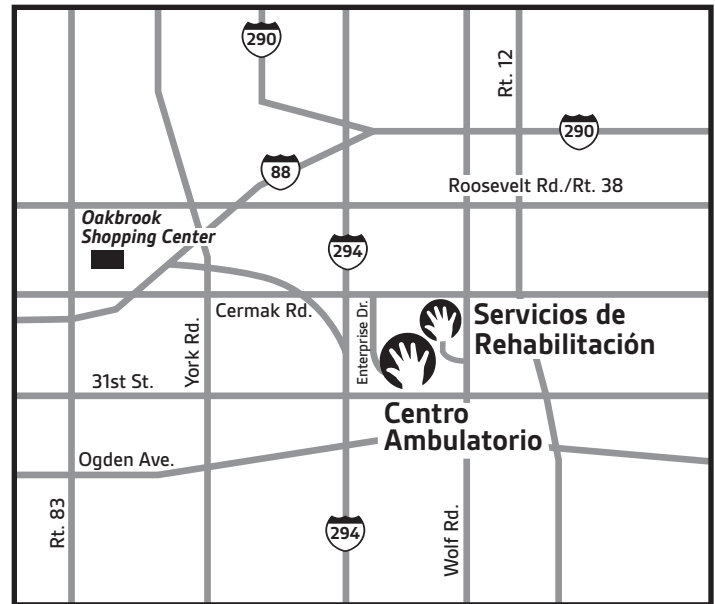 290
Rt. 12
290
88
Roosevelt Rd./Rt. 38
Oakbrook
Shopping Center
294
Cermak Rd.
Enterprise Dr.
Servicios de
Rehabilitación
York Rd.
31st St.
Centro
Ambulatorio
Ogden Ave.
Rt. 83
294
Wolf Rd.